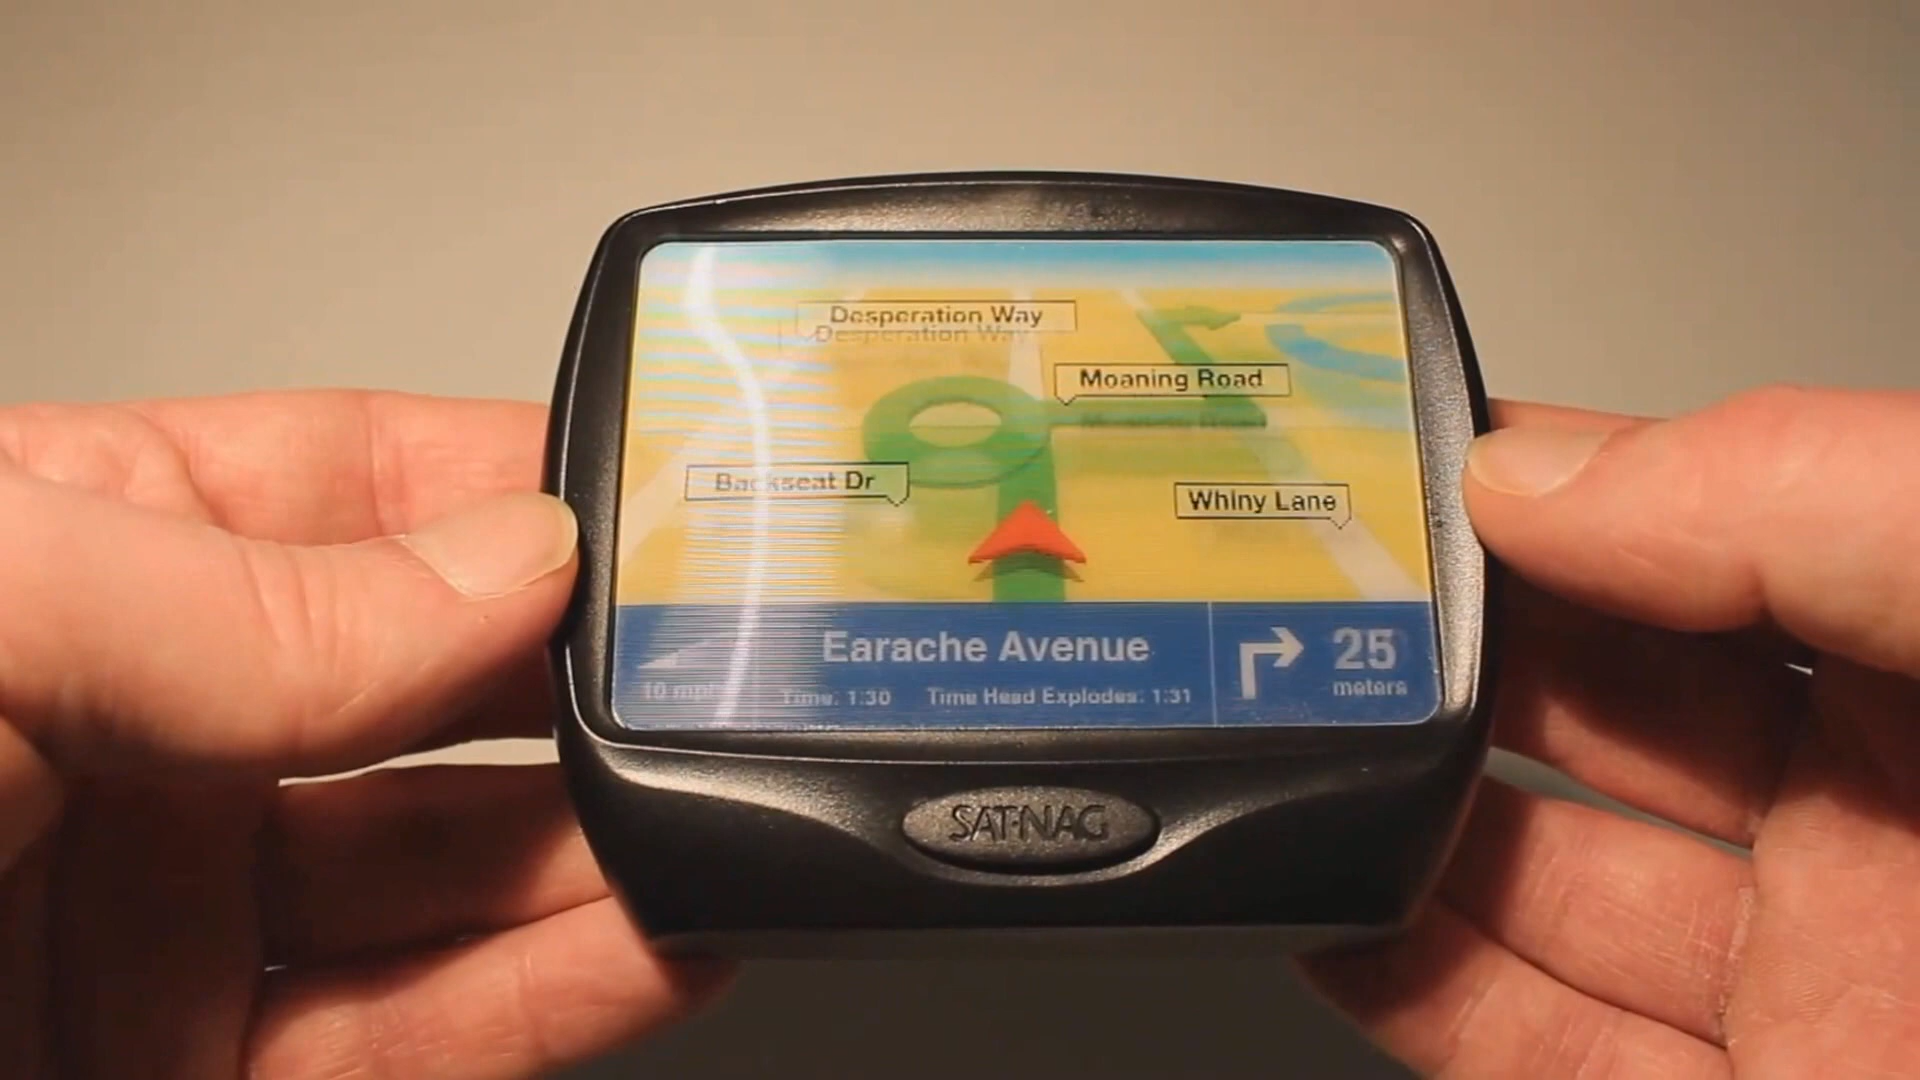 Desperation Way
Moaning Road
Backseat Dr
Whiny Lane
Earache Avenue
25
meters
10 mph
Time: 1:30
Time Head Explodes: 1:31
SAT-NAG